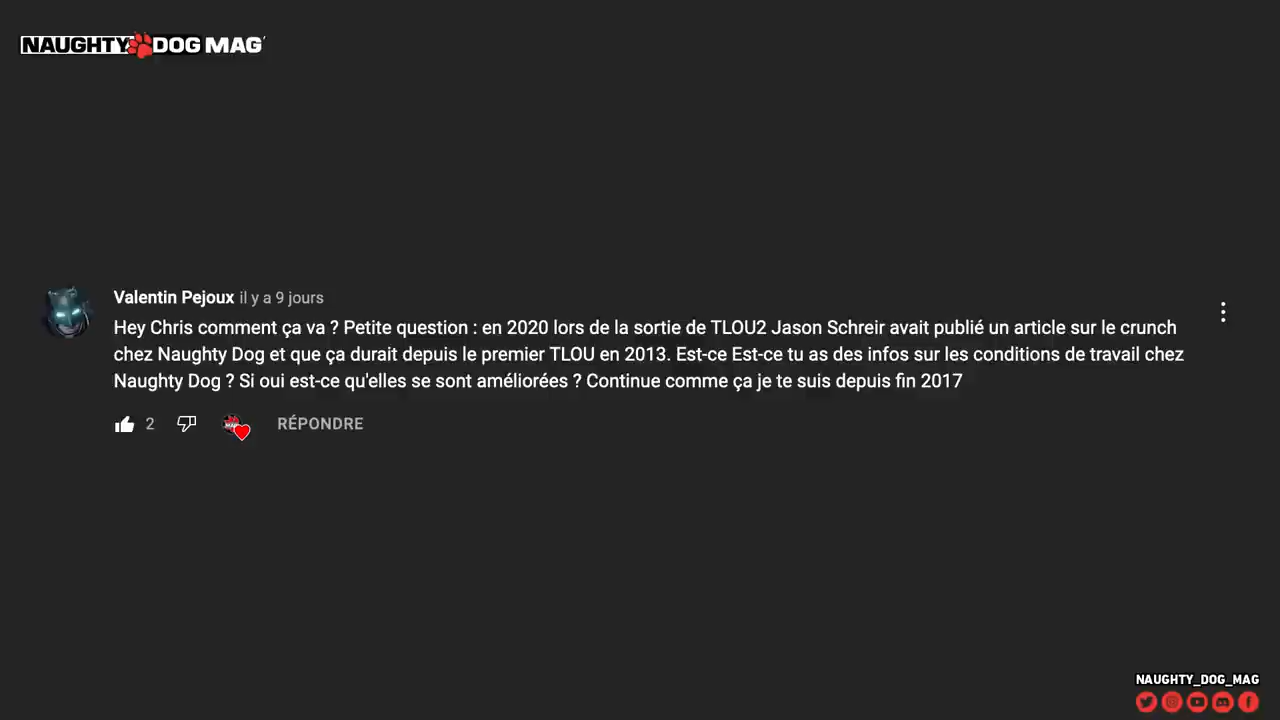 NAUGHTY DOG MAG
Valentin Pejoux il y a 9 jours
Hey Chris comment ça va ? Petite question : en 2020 lors de la sortie de TLOU2 Jason Schreir avait publié un article sur le crunch
chez Naughty Dog et que ça durait depuis le premier TLOU en 2013. Est-ce Est-ce tu as des infos sur les conditions de travail chez
Naughty Dog ? Si oui est-ce qu'elles se sont améliorées ? Continue comme ça je te suis depuis fin 2017
2 RÉPONDRE
NAUGHTY_DOG_MAG